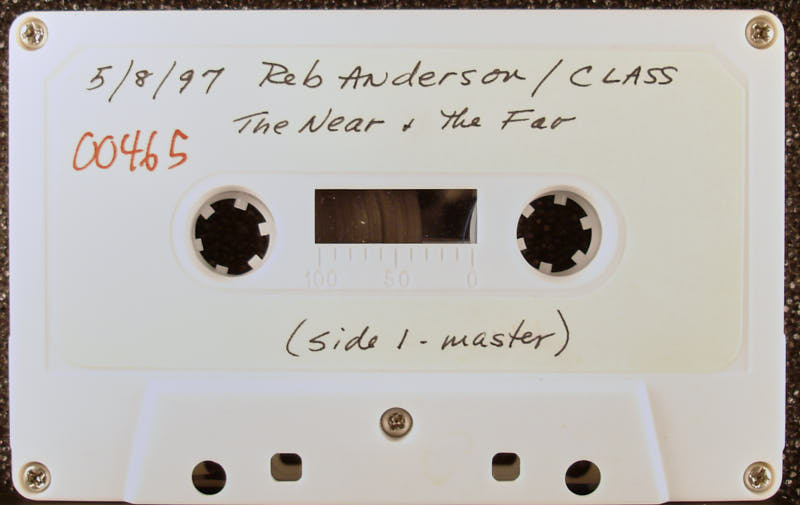 5/8/97 Reb Anderson / CLASS
The Near + the Far
00465
100 50 0
(side 1 - master)